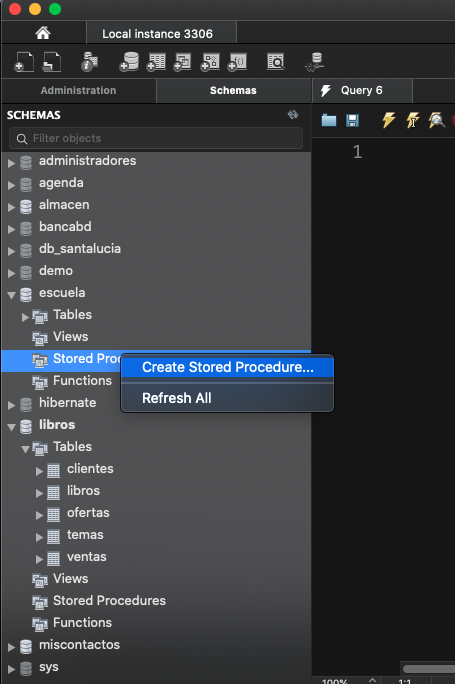 Local instance 3306
Administration
Schemas
Query 6
SCHEMAS
Filter objects
1
administradores
agenda
almacen
bancabd
db_santalucia
demo
escuela
Tables
Views
Stored Proc
Create Stored Procedure...
Functions
Refresh All
hibernate
libros
Tables
clientes
libros
ofertas
temas
ventas
Views
Stored Procedures
Functions
miscontactos
sys
100%
1:1